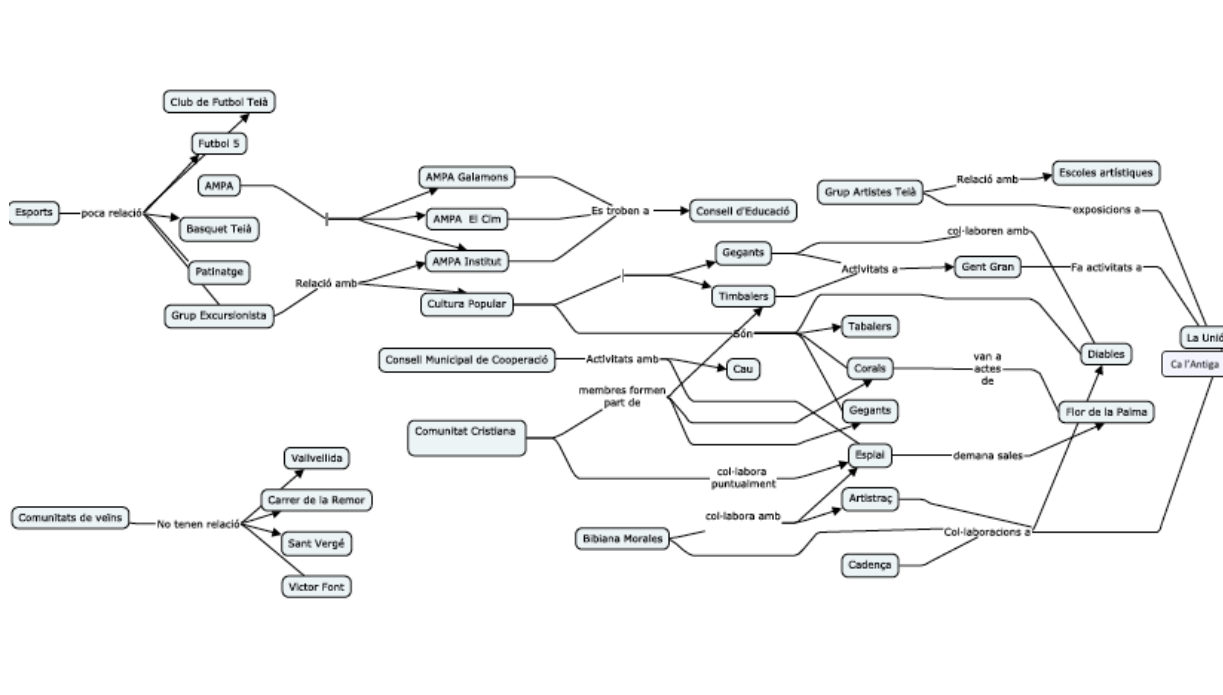 Club de Futbol Teià
Futbol 5
AMPA
Esports
poca relació
Basquet Teià
Patinatge
Grup Excursionista
Relació amb
AMPA Galamons
AMPA El Cim
AMPA Institut
Cultura Popular
Es troben a
Consell d'Educació
Grup Artistes Teià
Relació amb
Escoles artístiques
exposicions a
col·laboren amb
Gegants
Timbalers
Activitats a
Gent Gran
Fa activitats a
Són
Tabalers
Corals
Gegants
Consell Municipal de Cooperació
Activitats amb
Cau
membres formen
part de
van a
actes
de
Diables
La Unió
Ca l'Antiga
Flor de la Palma
Comunitat Cristiana
Esplai
demana sales
col·labora
puntualment
Artistraç
col·labora amb
Bibiana Morales
Col·laboracions a
Cadença
Vallvellida
Carrer de la Remor
Comunitats de veïns
No tenen relació
Sant Vergé
Victor Font